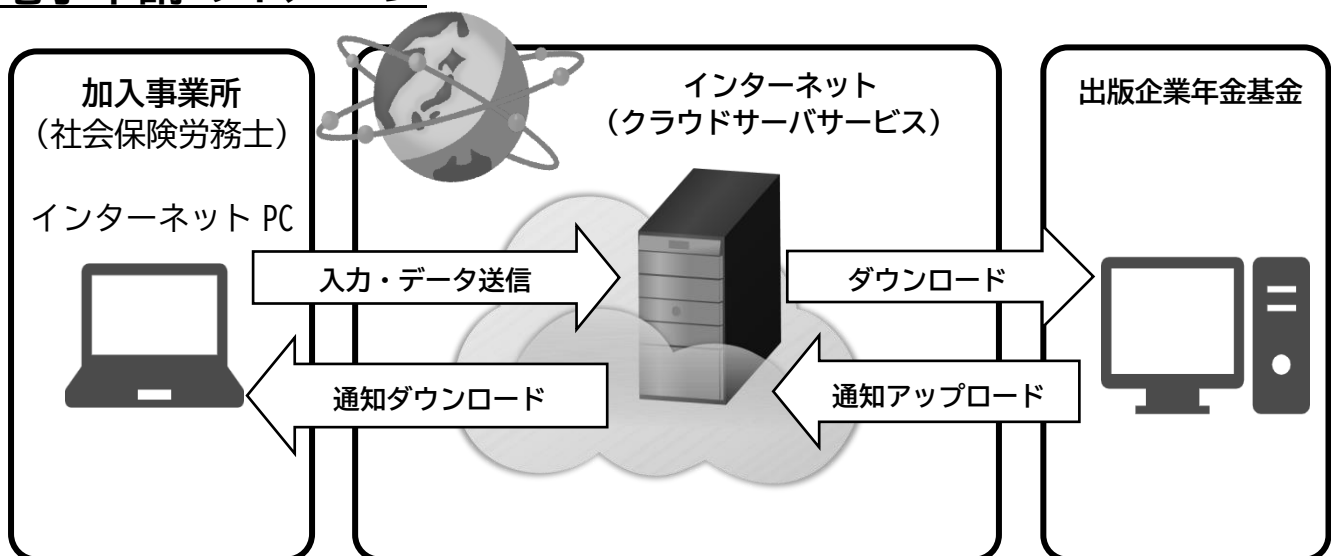 加入事業所
(社会保険労務士)
インターネット PC
インターネット
(クラウドサーバサービス)
出版企業年金基金
入力・データ送信
ダウンロード
通知ダウンロード
通知アップロード